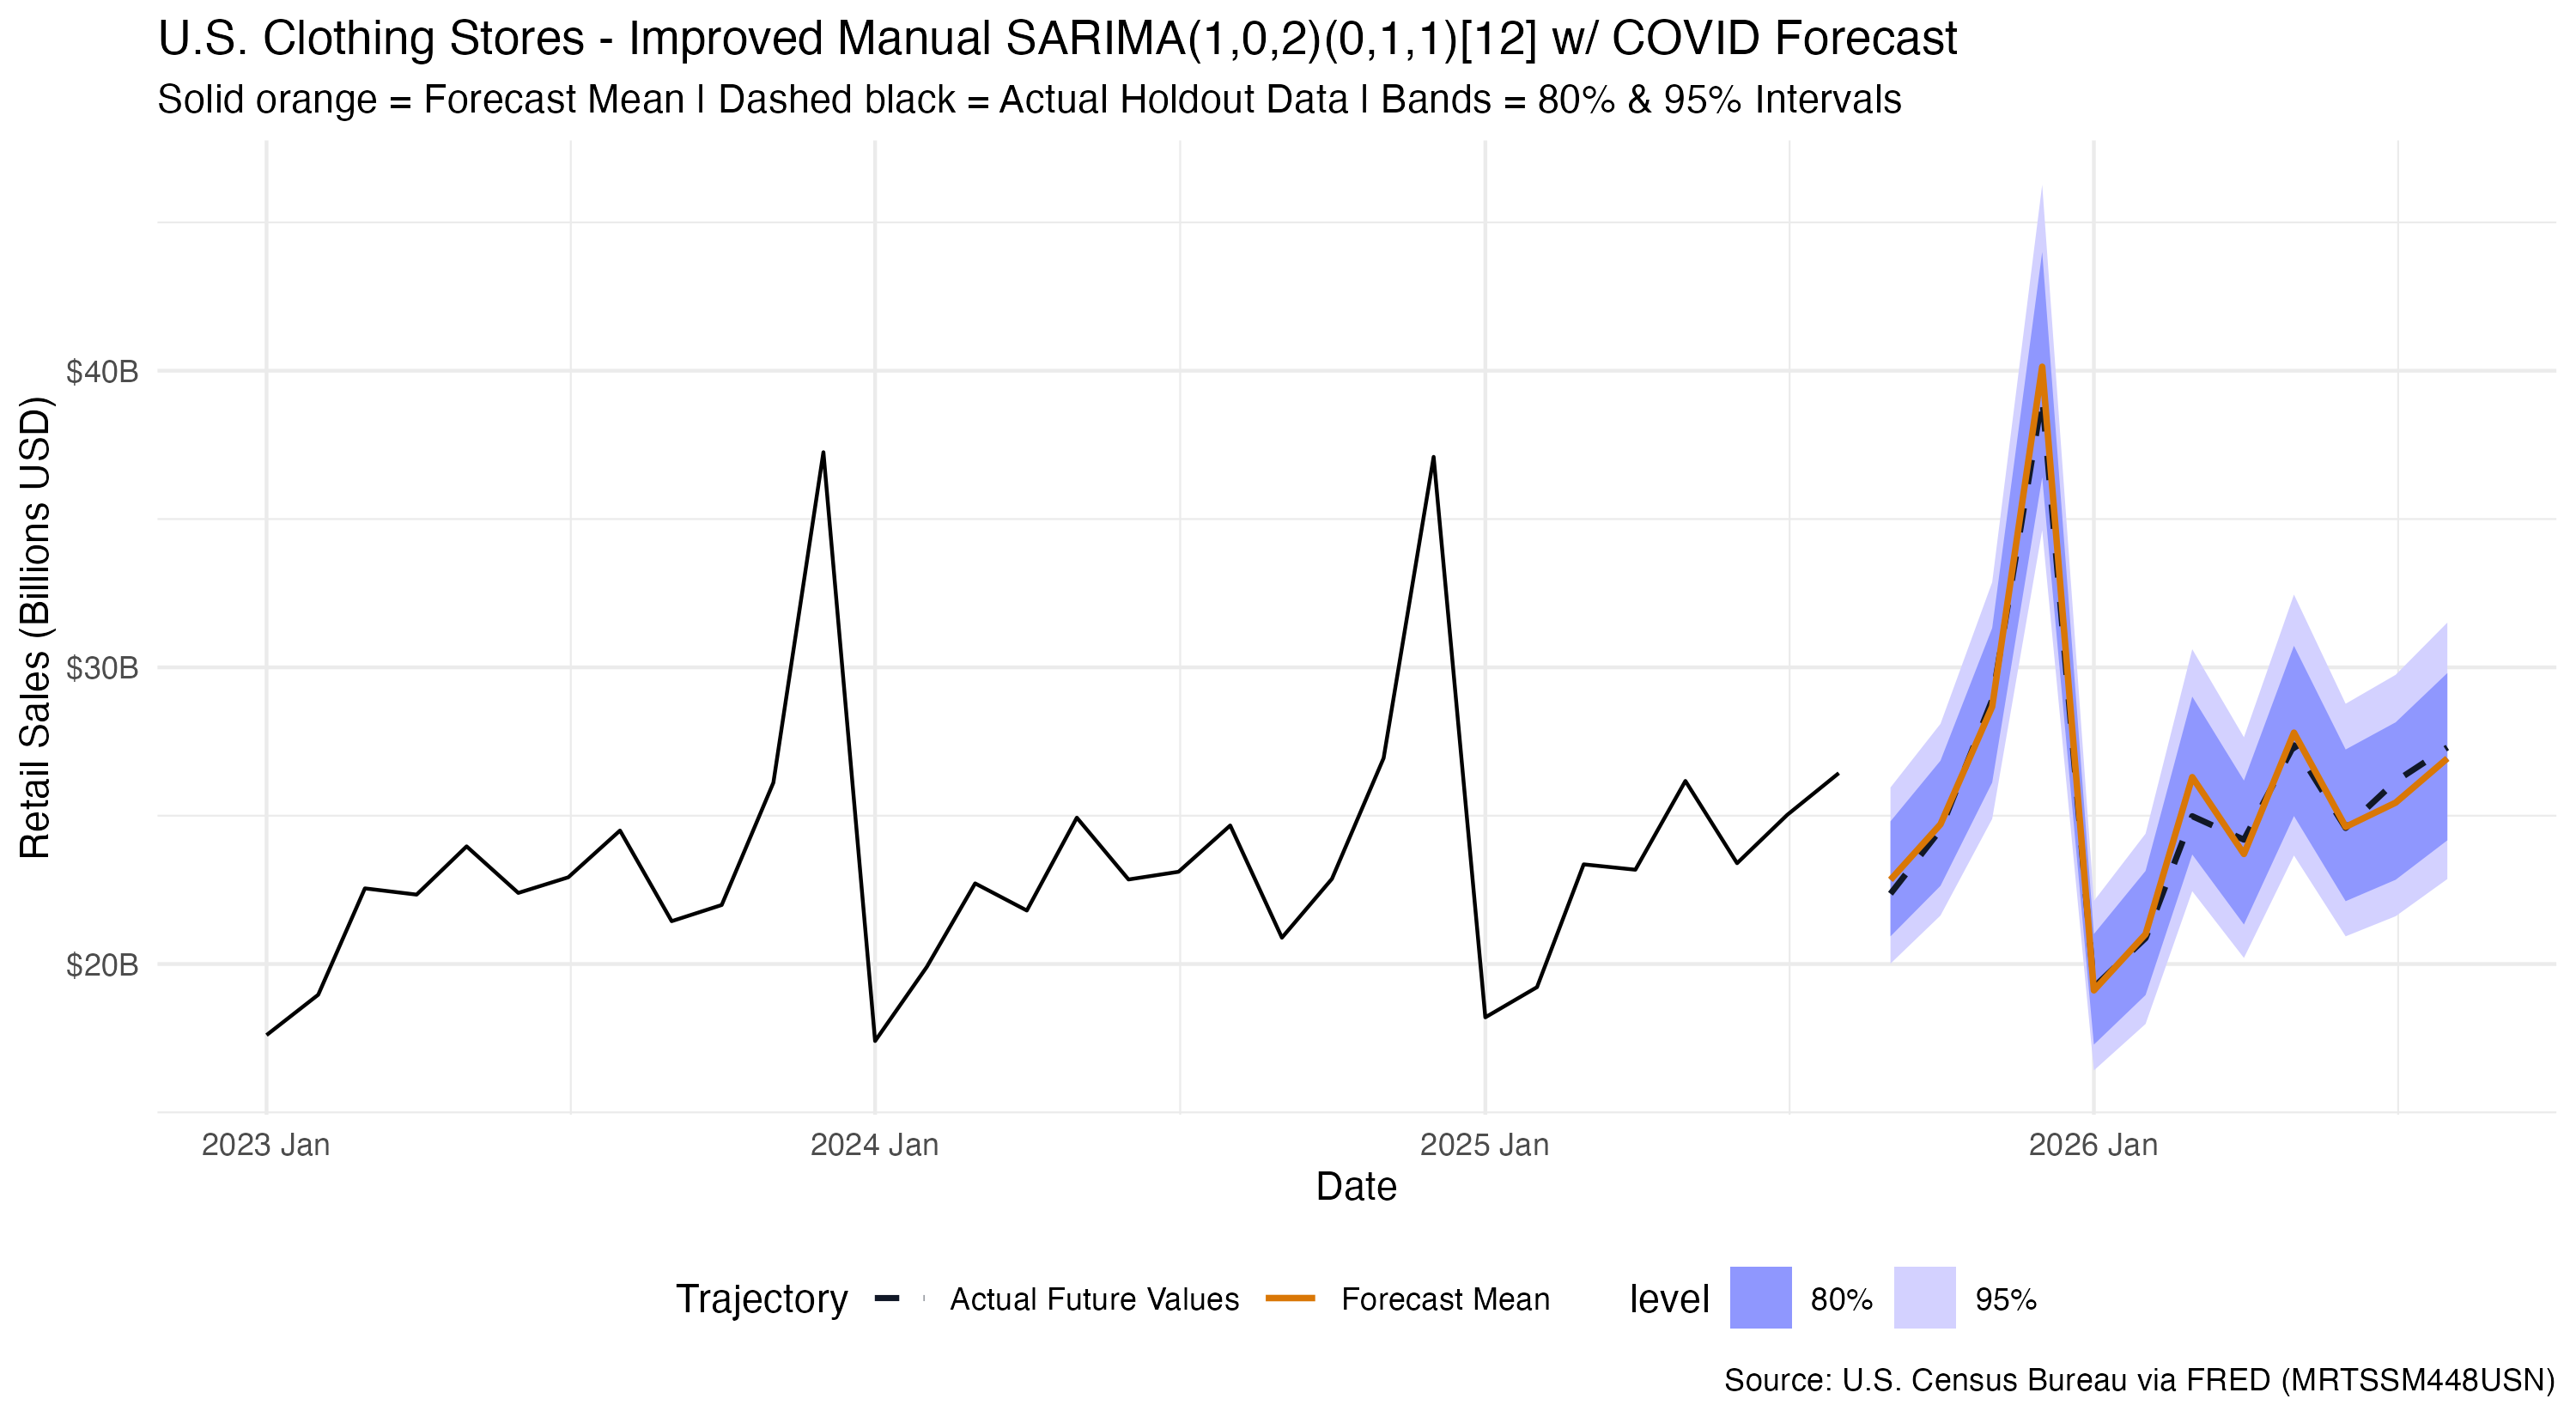 U.S. Clothing Stores - Improved Manual SARIMA(1,0,2)(0,1,1)[12] w/ COVID Forecast
Solid orange = Forecast Mean | Dashed black = Actual Holdout Data | Bands = 80% & 95% Intervals
Retail Sales (Billions USD)
$40B
$30B
$20B
2023 Jan
2024 Jan
2025 Jan
2026 Jan
Date
Trajectory
Actual Future Values
Forecast Mean
level
80%
95%
Source: U.S. Census Bureau via FRED (MRTSSM448USN)